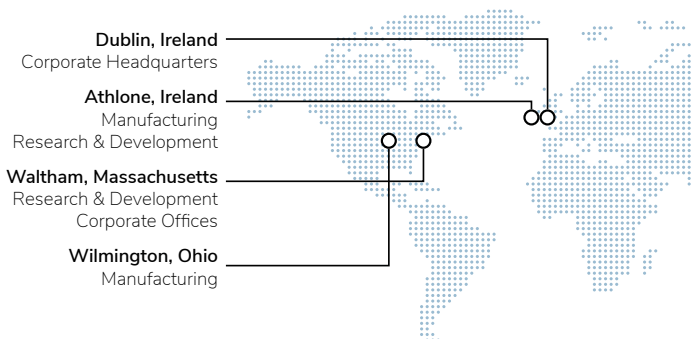 Dublin, Ireland
Corporate Headquarters
Athlone, Ireland
Manufacturing
Research & Development
Waltham, Massachusetts
Research & Development
Corporate Offices
Wilmington, Ohio
Manufacturing